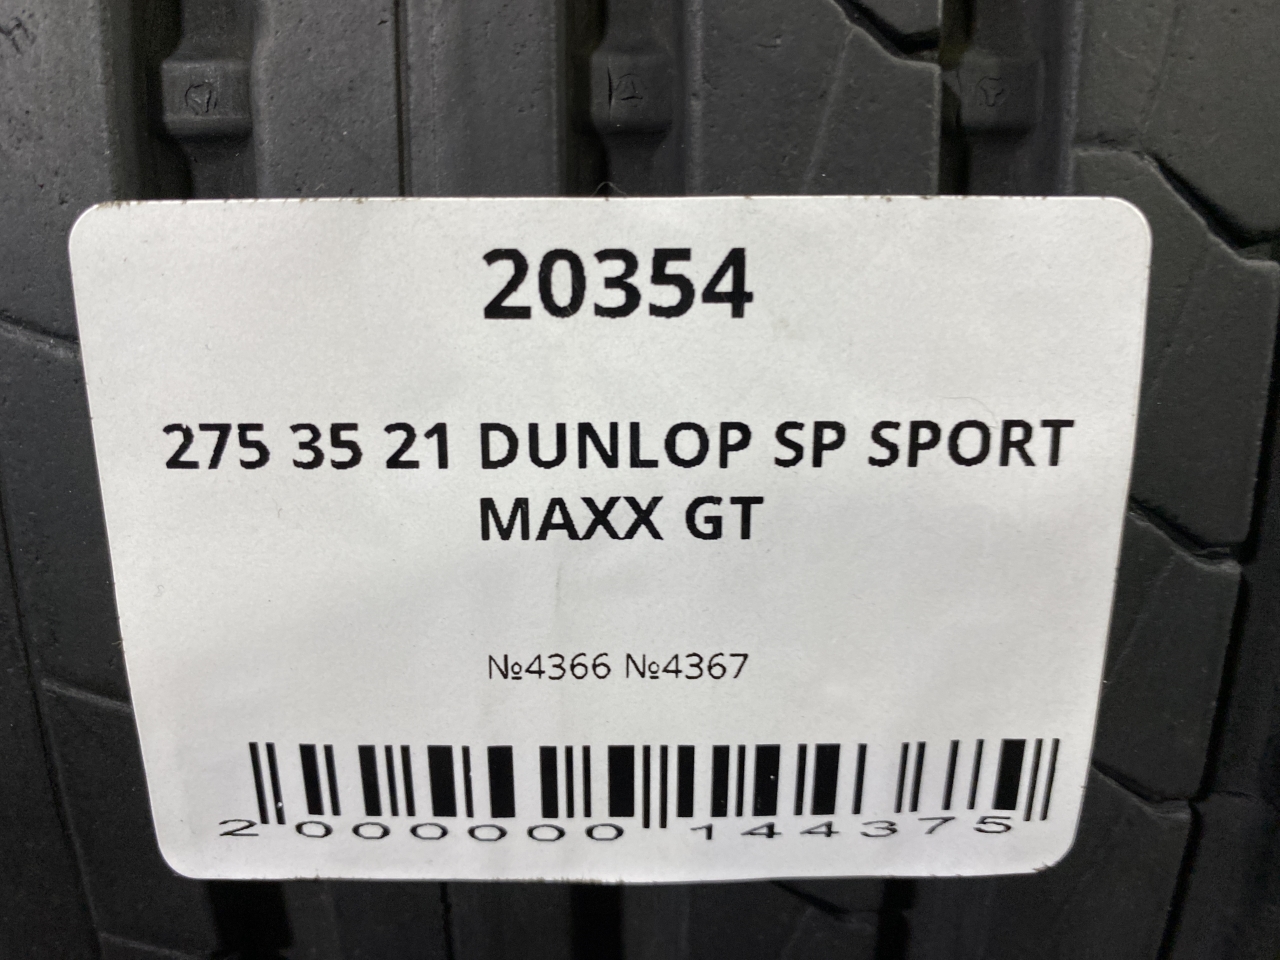 20354
275 35 21 DUNLOP SP SPORT
MAXX GT
№4366 №4367
2 000000 144375